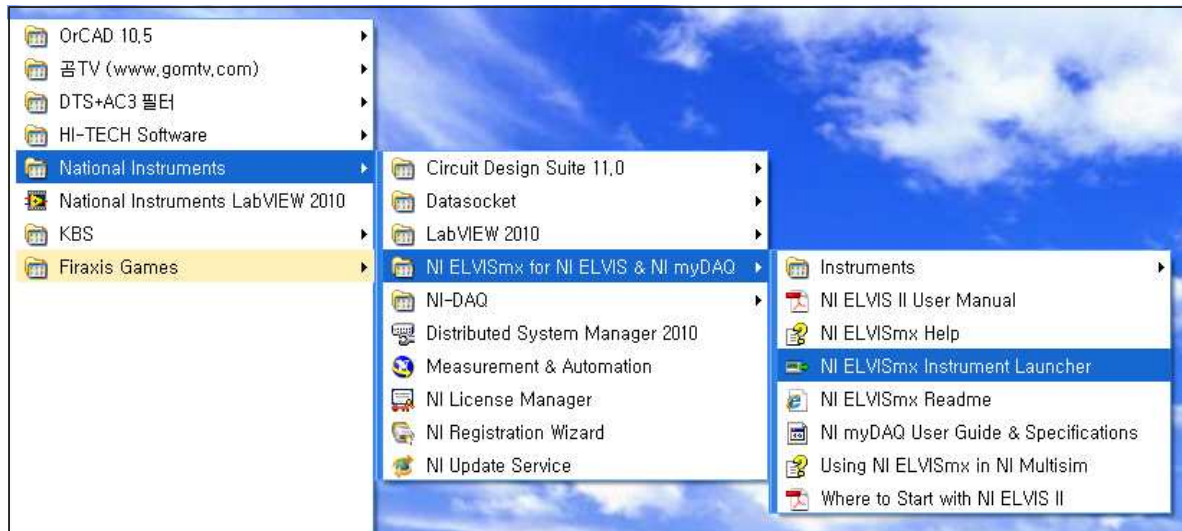 OrCAD 10.5
곰TV (www.gomtv.com)
DTS+AC3 필터
HI-TECH Software
National Instruments
National Instruments LabVIEW 2010
KBS
Firaxis Games
Circuit Design Suite 11.0
Datasocket
LabVIEW 2010
NI ELVISmx for NI ELVIS & NI myDAQ
NI-DAQ
Distributed System Manager 2010
Measurement & Automation
NI License Manager
NI Registration Wizard
NI Update Service
Instruments
NI ELVIS II User Manual
NI ELVISmx Help
NI ELVISmx Instrument Launcher
NI ELVISmx Readme
NI myDAQ User Guide & Specifications
Using NI ELVISmx in NI Multisim
Where to Start with NI ELVIS II